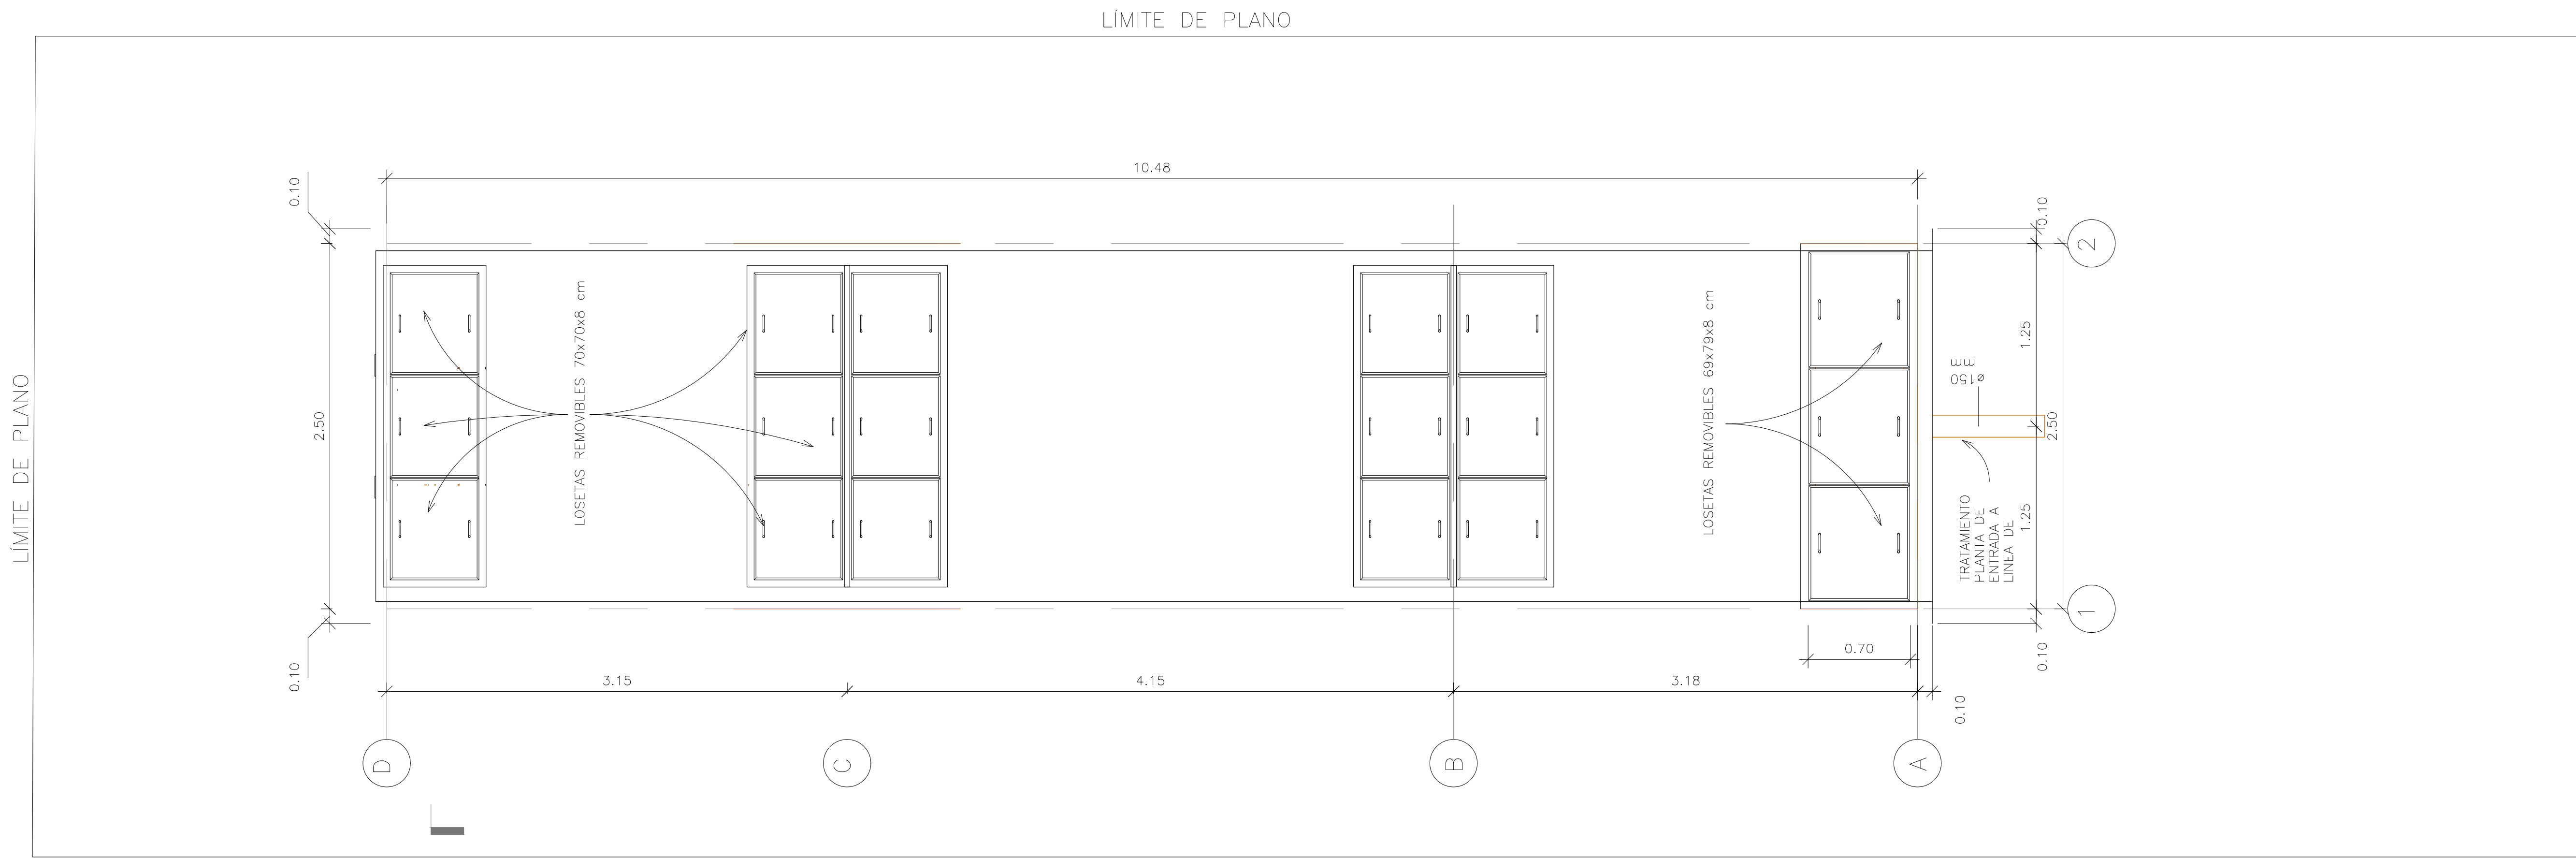 LÍMITE DE PLANO
LÍMITE DE PLANO
10.48
0.10
2.50
0.10
LOSETAS REMOVIBLES 70x70x8 cm
LOSETAS REMOVIBLES 69x79x8 cm
0.10
2
1.25
ø150
mm
2.50
1.25
TRATAMIENTO
PLANTA DE
ENTRADA A
LINEA DE
1
0.10
0.70
3.15
4.15
3.18
0.10
D
C
B
A